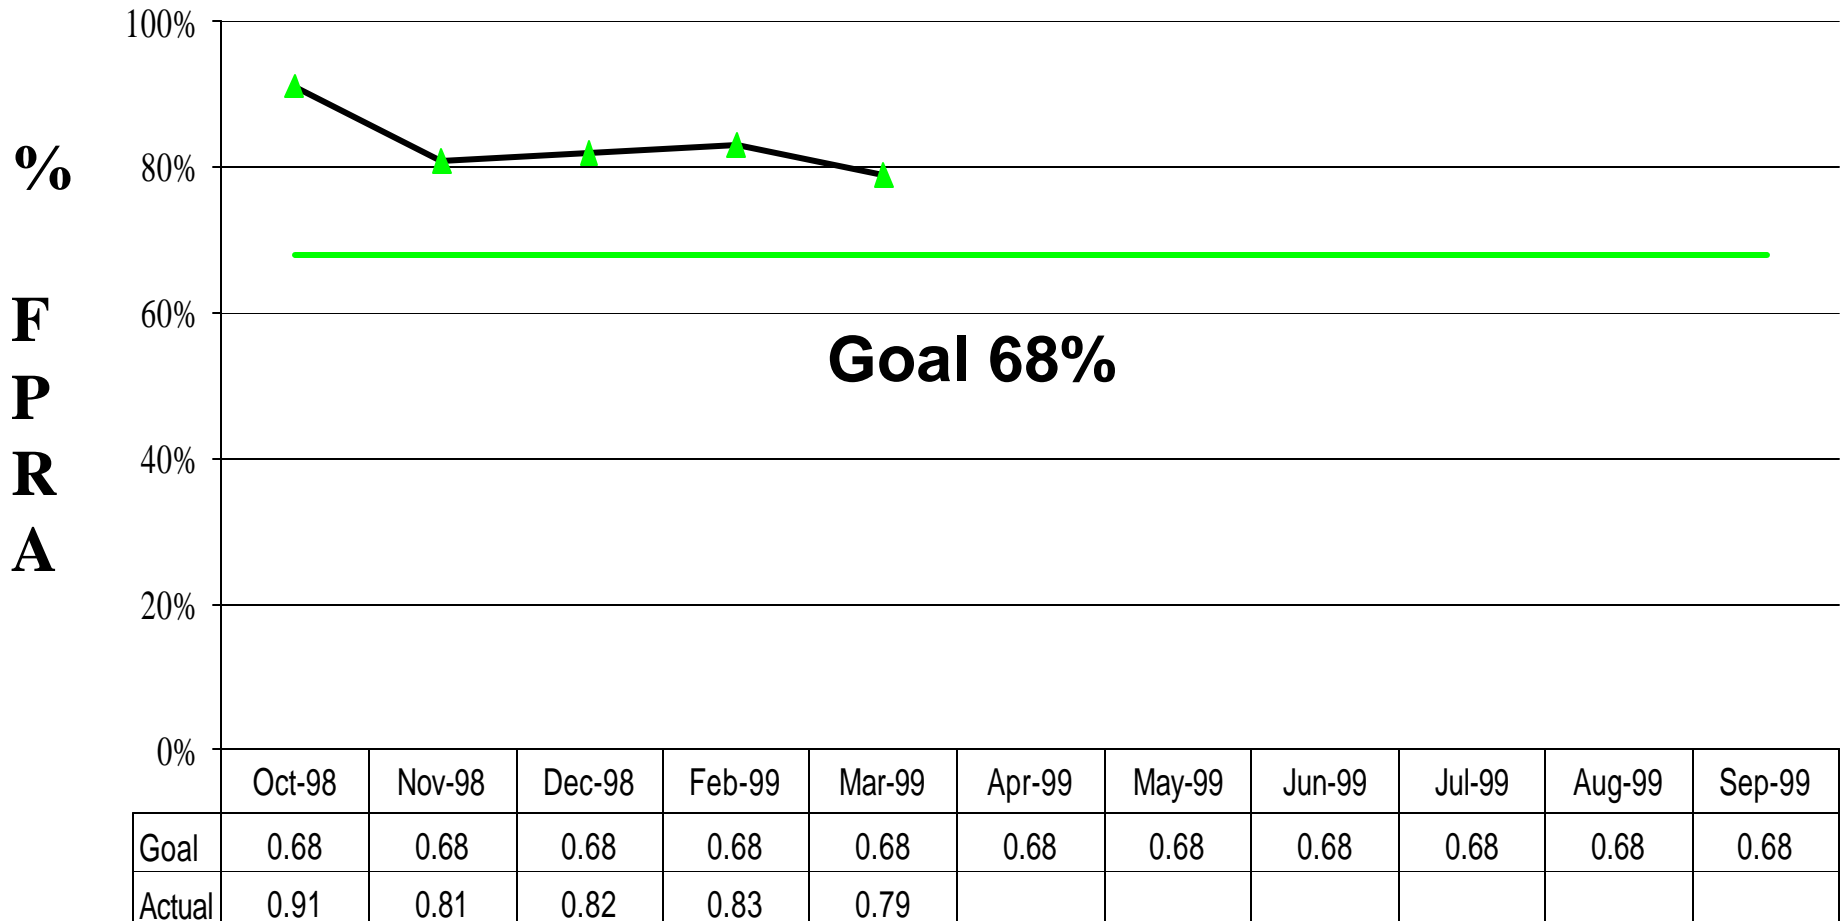 100%
80%
60%
40%
20%
0%
%
F
P
R
A
Goal 68%
Oct-98 Nov-98 Dec-98 Feb-99 Mar-99 Apr-99 May-99 Jun-99 Jul-99 Aug-99 Sep-99
Goal 0.68 0.68 0.68 0.68 0.68 0.68 0.68 0.68 0.68 0.68 0.68
Actual 0.91 0.81 0.82 0.83 0.79